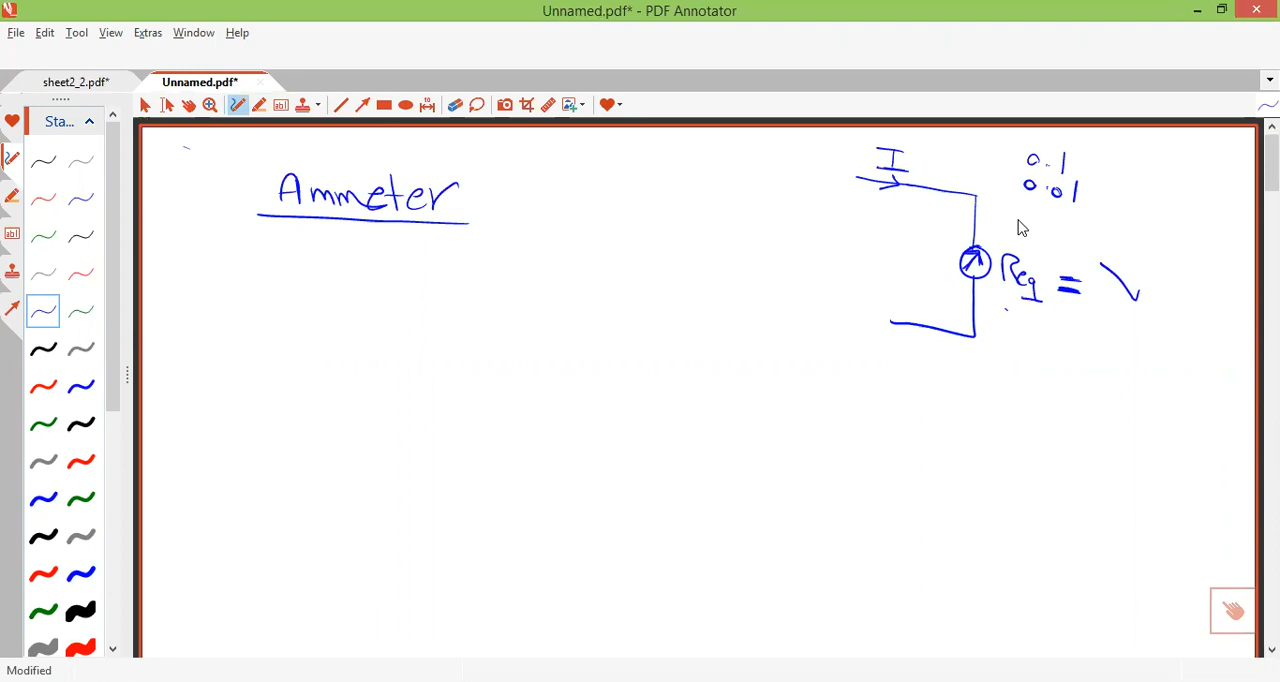 Unnamed.pdf* - PDF Annotator
File Edit Tool View Extras Window Help
sheet2_2.pdf* Unnamed.pdf*
Sta...
Ammeter
I
0.1
0.01
Req =
Modified